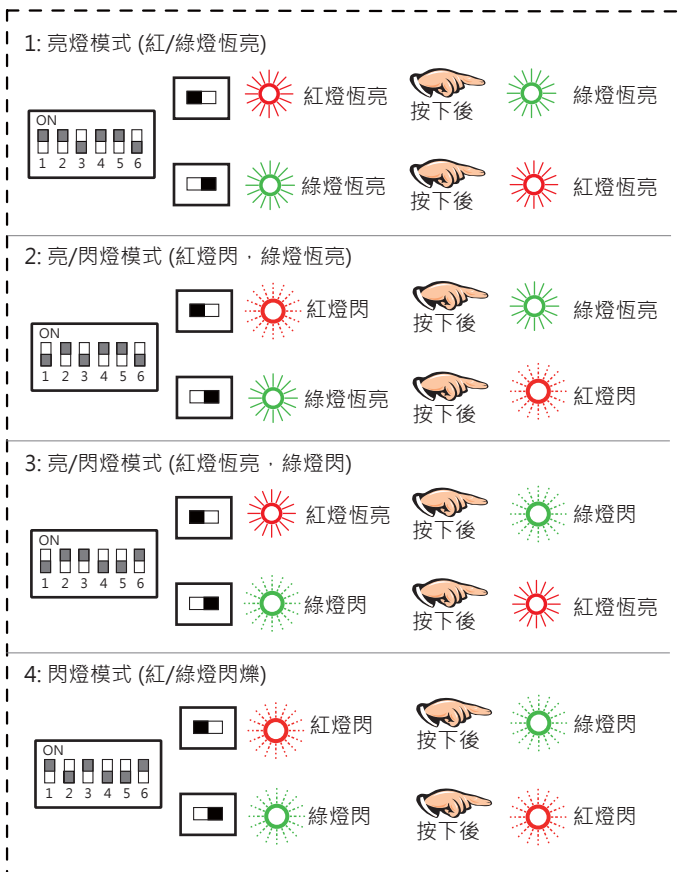 1: 亮燈模式 (紅/綠燈恆亮)
紅燈恆亮 按下後 綠燈恆亮
ON
1 2 3 4 5 6
綠燈恆亮 按下後 紅燈恆亮
2: 亮/閃燈模式 (紅燈閃，綠燈恆亮)
紅燈閃 按下後 綠燈恆亮
ON
1 2 3 4 5 6
綠燈恆亮 按下後 紅燈閃
3: 亮/閃燈模式 (紅燈恆亮，綠燈閃)
紅燈恆亮 按下後 綠燈閃
ON
1 2 3 4 5 6
綠燈閃 按下後 紅燈恆亮
4: 閃燈模式 (紅/綠燈閃爍)
紅燈閃 按下後 綠燈閃
ON
1 2 3 4 5 6
綠燈閃 按下後 紅燈閃